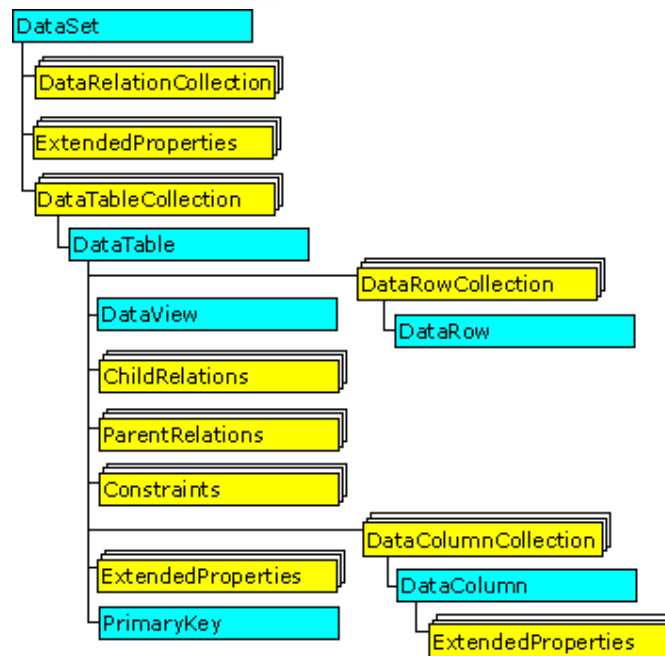 DataSet
DataRelationCollection
ExtendedProperties
DataTableCollection
DataTable
DataRowCollection
DataView
DataRow
ChildRelations
ParentRelations
Constraints
DataColumnCollection
ExtendedProperties
DataColumn
PrimaryKey
ExtendedProperties